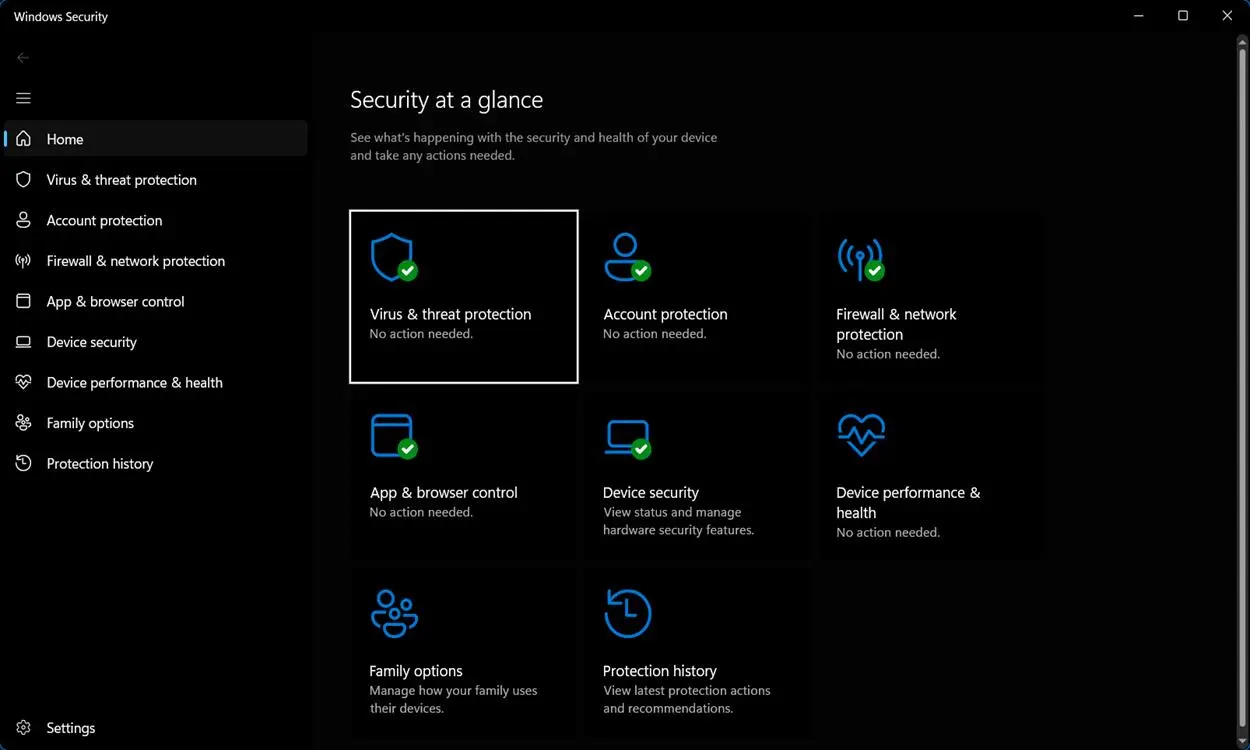 Windows Security
Home
Virus & threat protection
Account protection
Firewall & network protection
App & browser control
Device security
Device performance & health
Family options
Protection history
Settings
Security at a glance
See what's happening with the security and health of your device
and take any actions needed.
Virus & threat protection
No action needed.
Account protection
No action needed.
Firewall & network
protection
No action needed.
App & browser control
No action needed.
Device security
View status and manage
hardware security features.
Device performance &
health
No action needed.
Family options
Manage how your family uses
their devices.
Protection history
View latest protection actions
and recommendations.